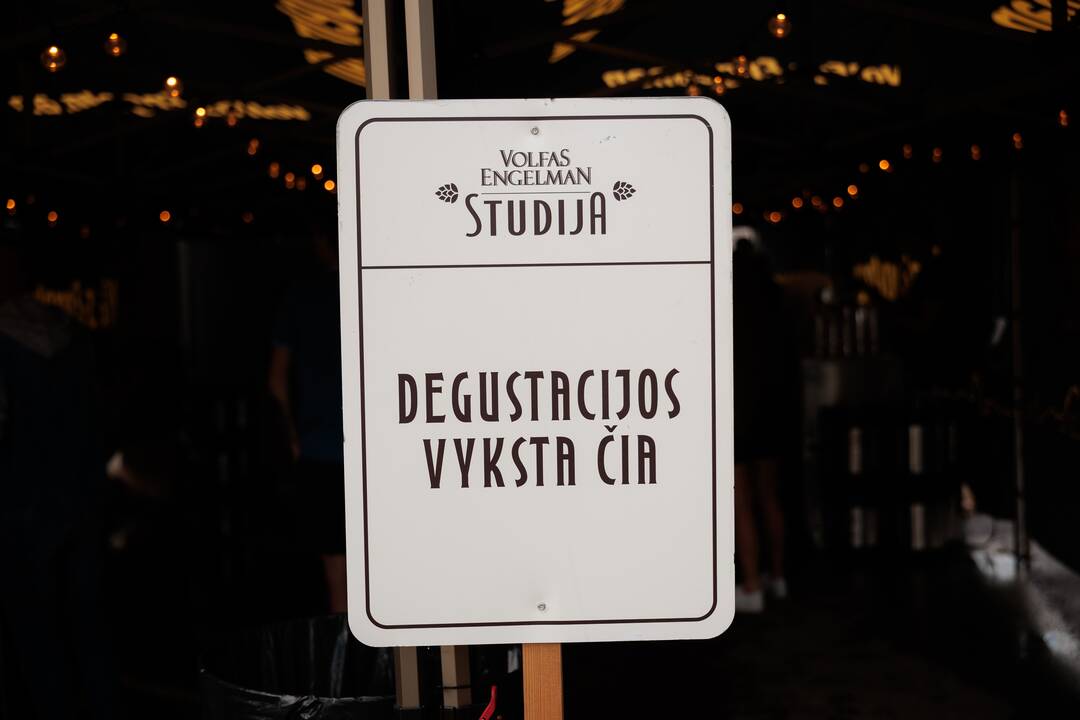 VOLFAS
ENGELMAN
STUDIJA
DEGUSTACIJOS
VYKSTA ČIA